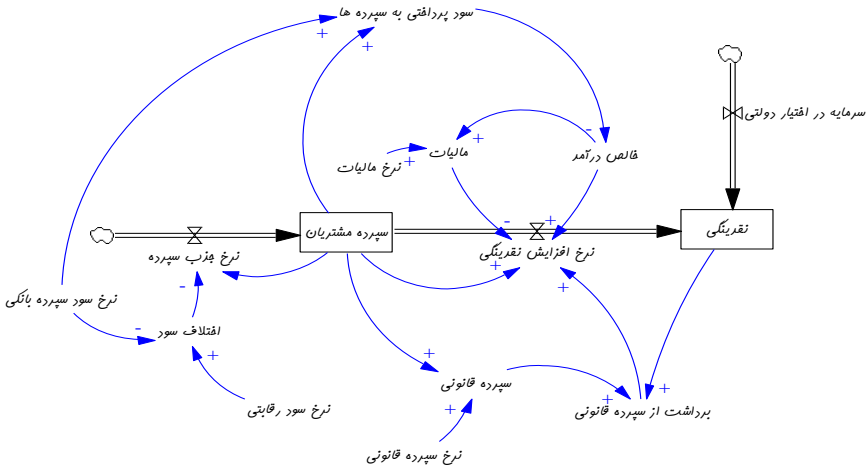 سود پرداختی به سپرده ها
+
+
سرمایه در اختیار دولتی
-
+
مالیات
خالص درآمد
نرخ مالیات
+
-
+
سپرده مشتریان
نقدینگی
نرخ جذب سپرده
نرخ افزایش نقدینگی
+
-
+
نرخ سود سپرده بانکی
-
اختلاف سود
+
+
سپرده قانونی
+
+
+
نرخ سود رقابتی
برداشت از سپرده قانونی
نرخ سپرده قانونی